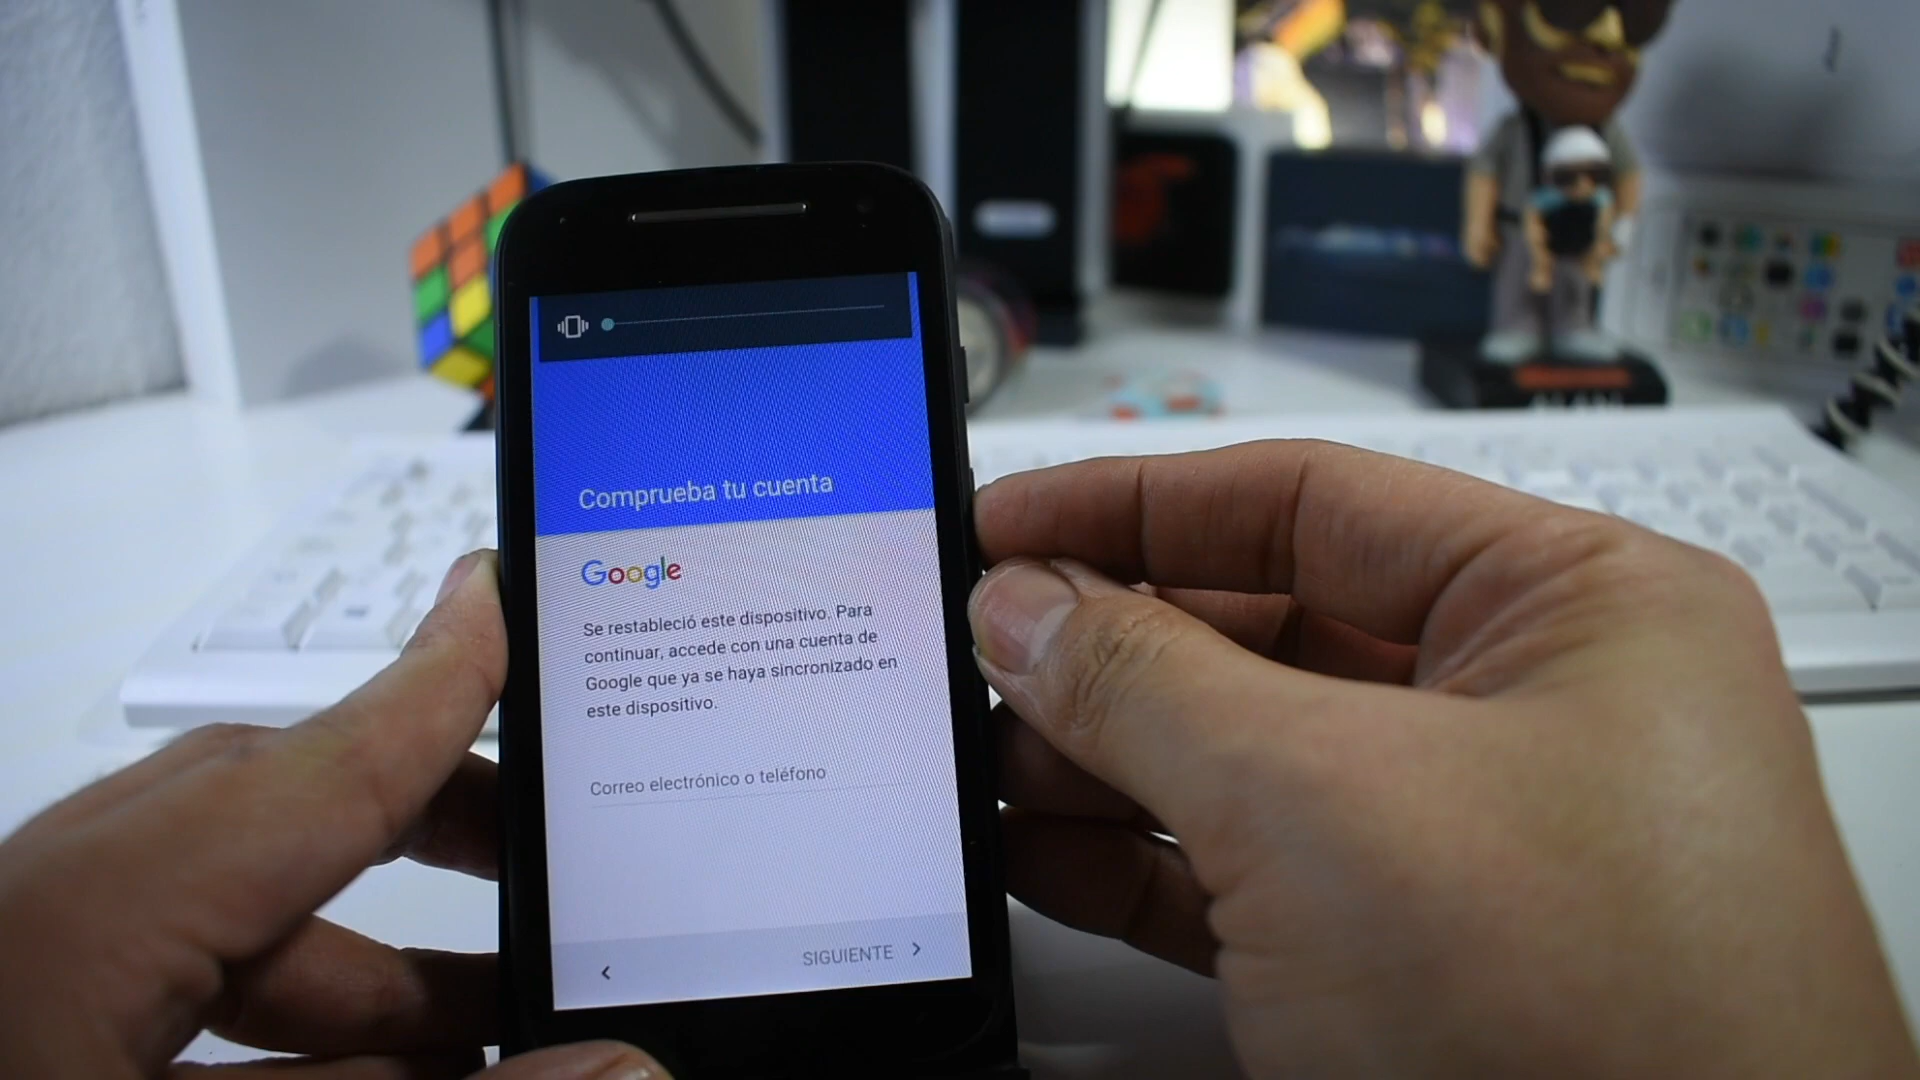 Comprueba tu cuenta
Google
Se restableció este dispositivo. Para
continuar, accede con una cuenta de
Google que ya se haya sincronizado en
este dispositivo.
Correo electrónico o teléfono
SIGUIENTE